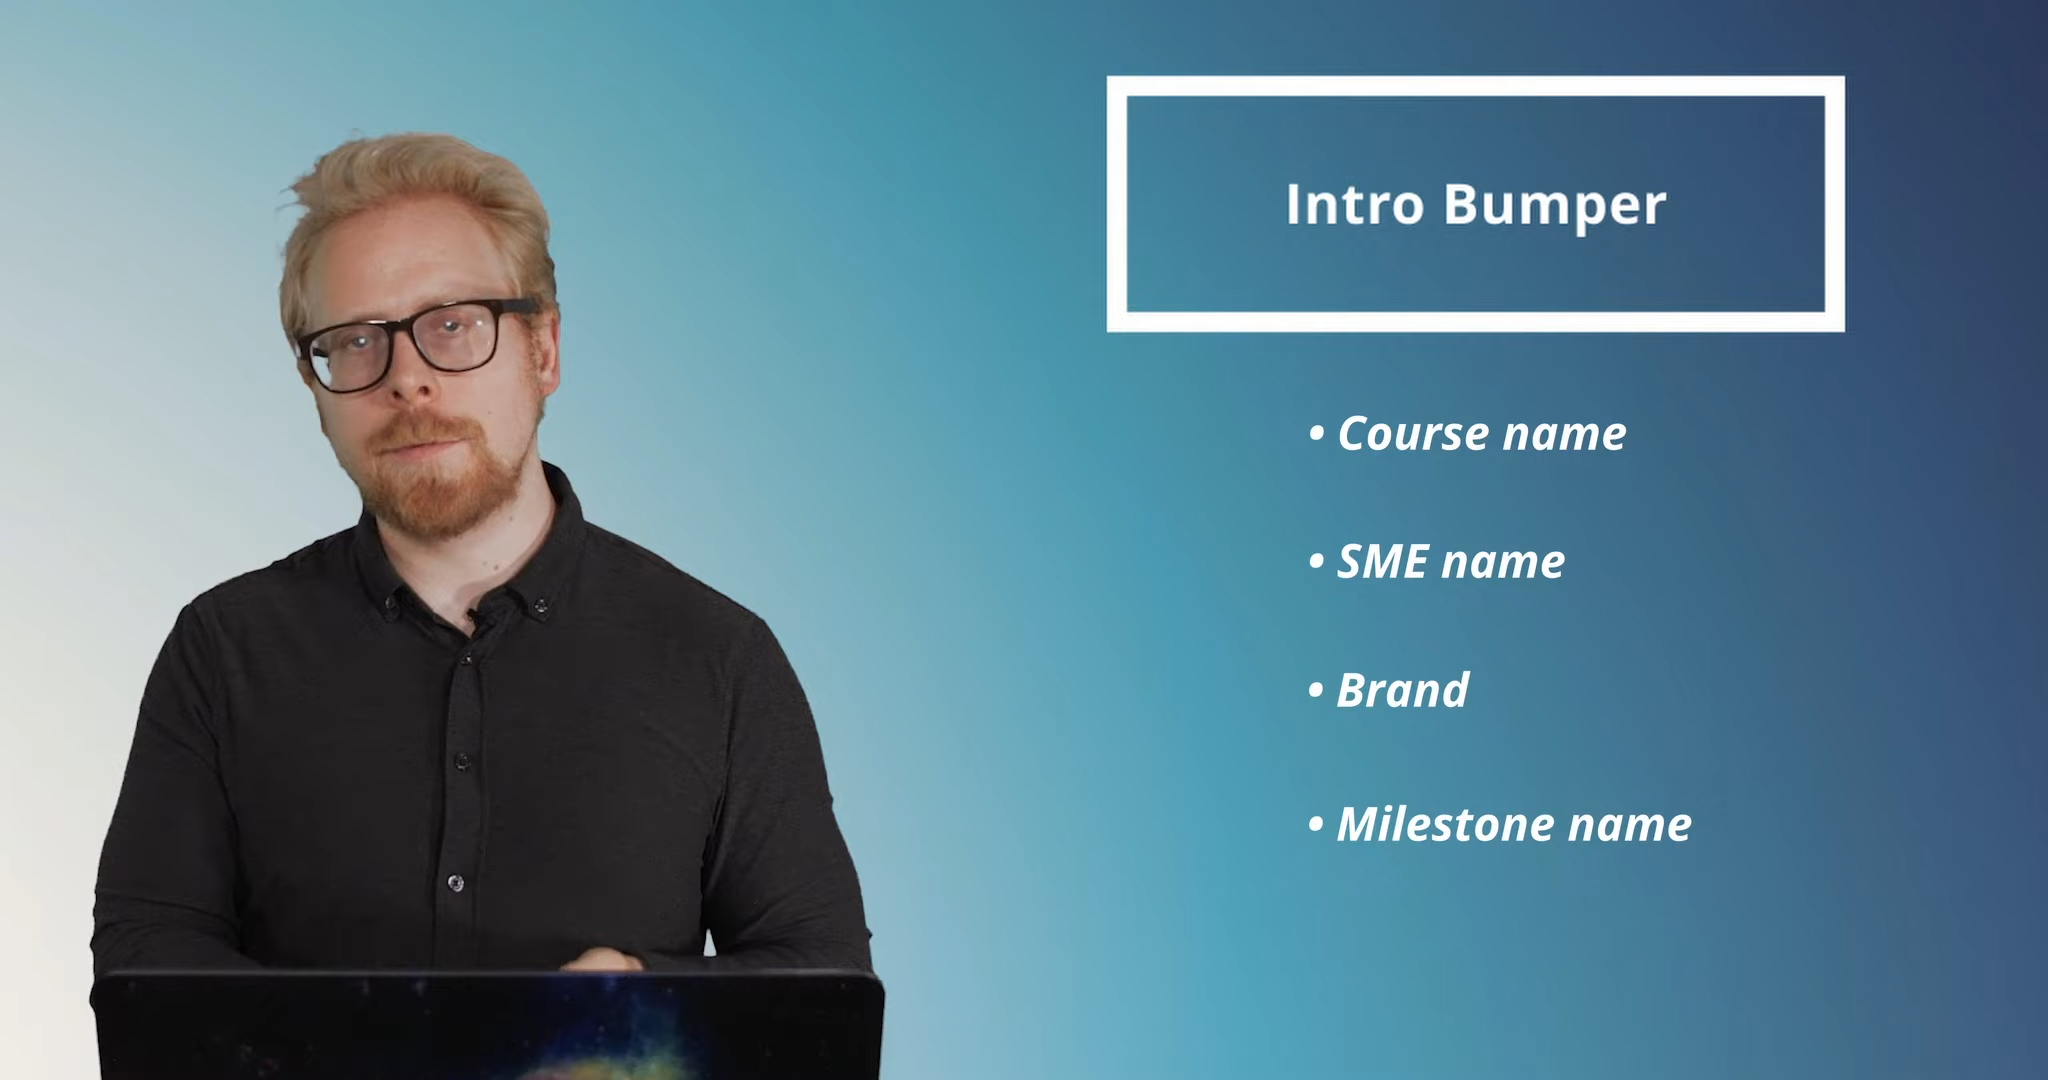 Intro Bumper
• Course name
• SME name
• Brand
• Milestone name